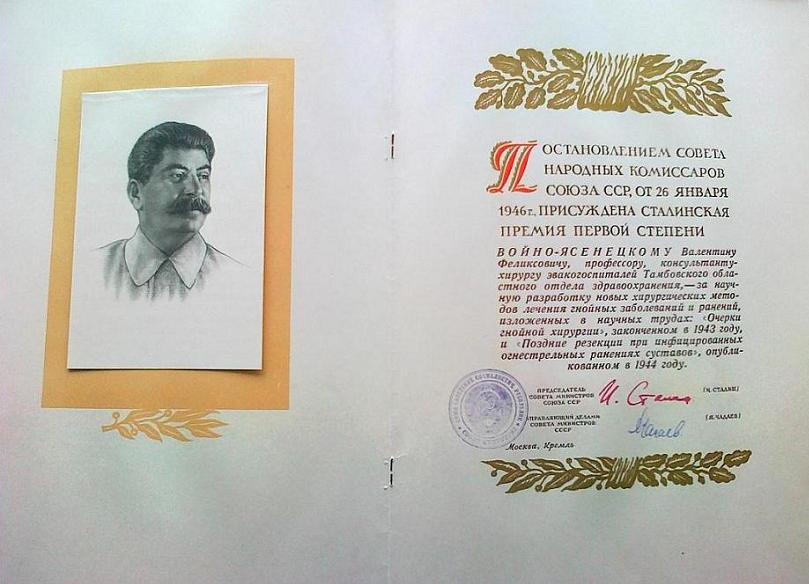 ПОСТАНОВЛЕНИЕМ СОВЕТА
НАРОДНЫХ КОМИССАРОВ
СОЮЗА ССР, ОТ 26 ЯНВАРЯ
1946 г., ПРИСУЖДЕНА СТАЛИНСКАЯ
ПРЕМИЯ ПЕРВОЙ СТЕПЕНИ
ВОЙНО-ЯСЕНЕЦКОМУ Валентину
Феликсовичу, профессору, консультанту-
хирургу эвакогоспиталей Тамбовского обла-
стного отдела здравоохранения,—за науч-
ную разработку новых хирургических мето-
дов лечения гнойных заболеваний и ранений,
изложенных в научных трудах: «Очерки
гнойной хирургии», законченном в 1943 году,
и «Поздние резекции при инфицированных
огнестрельных ранениях суставов», опубли-
кованном в 1944 году.
ПРЕДСЕДАТЕЛЬ
СОВЕТА МИНИСТРОВ
СОЮЗА ССР
И. Сталин
(И. СТАЛИН)
УПРАВЛЯЮЩИЙ ДЕЛАМИ
СОВЕТА МИНИСТРОВ
СССР
(Я. ЧАДАЕВ)
Москва, Кремль